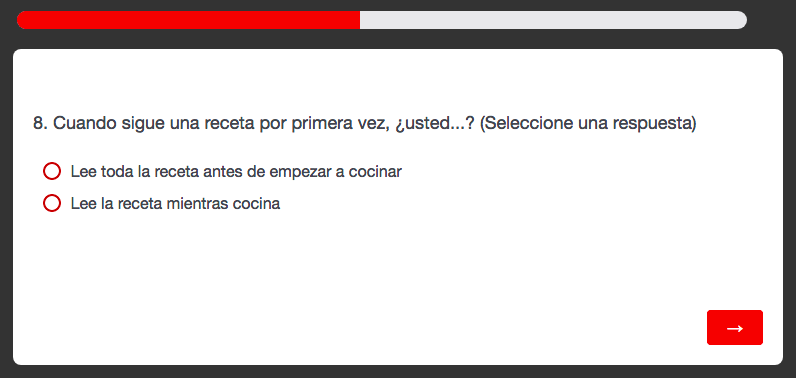 8. Cuando sigue una receta por primera vez, ¿usted...? (Seleccione una respuesta)
Lee toda la receta antes de empezar a cocinar
Lee la receta mientras cocina
→